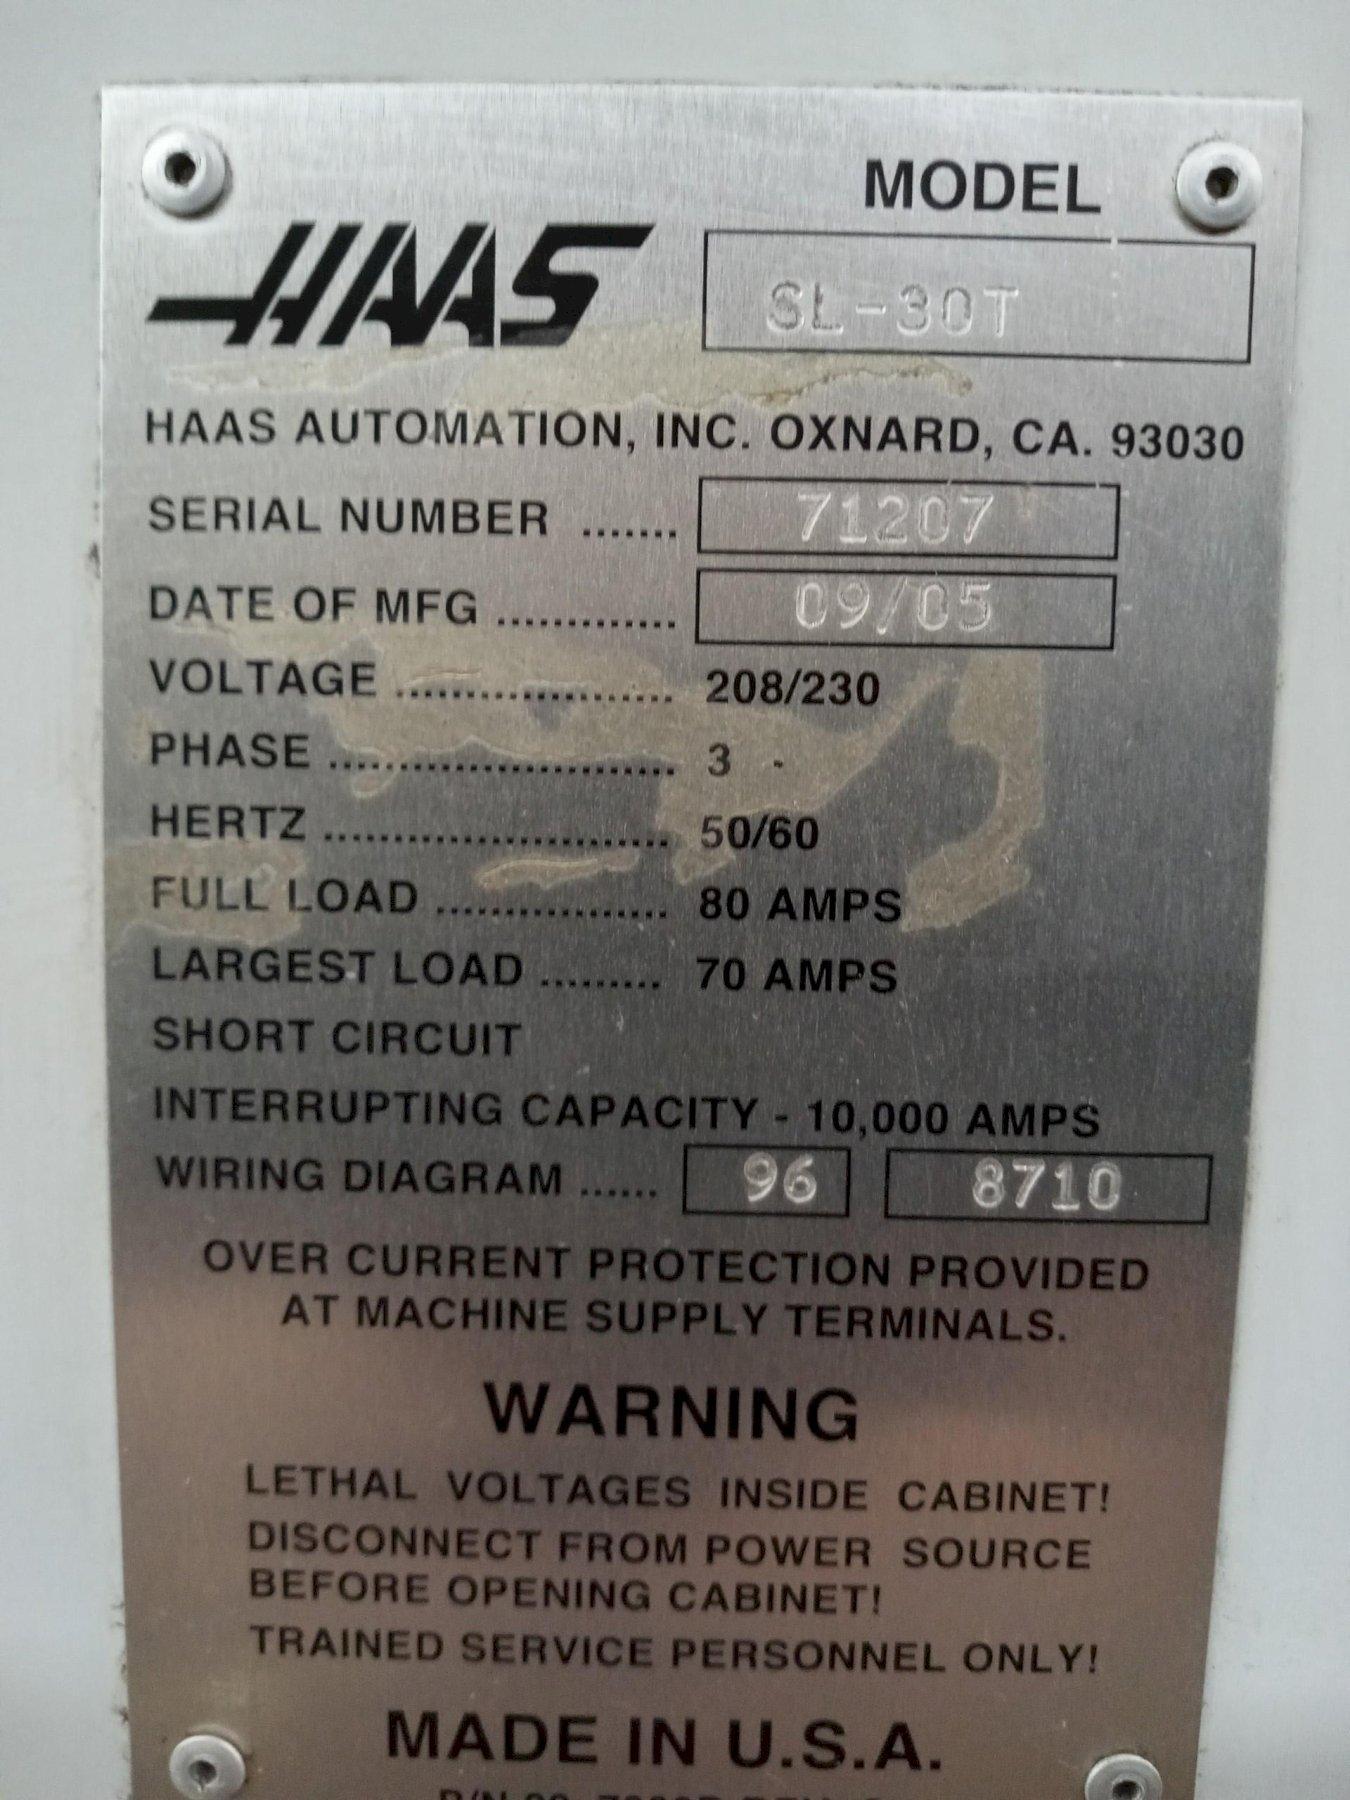 MODEL
HAAS
SL-30T
HAAS AUTOMATION, INC. OXNARD, CA. 93030
SERIAL NUMBER ....... 71207
DATE OF MFG ............. 09/05
VOLTAGE .................... 208/230
PHASE ......................... 3 -
HERTZ ......................... 50/60
FULL LOAD ................. 80 AMPS
LARGEST LOAD ......... 70 AMPS
SHORT CIRCUIT
INTERRUPTING CAPACITY - 10,000 AMPS
WIRING DIAGRAM ...... 96 8710
OVER CURRENT PROTECTION PROVIDED
AT MACHINE SUPPLY TERMINALS.
WARNING
LETHAL VOLTAGES INSIDE CABINET!
DISCONNECT FROM POWER SOURCE
BEFORE OPENING CABINET!
TRAINED SERVICE PERSONNEL ONLY!
MADE IN U.S.A.